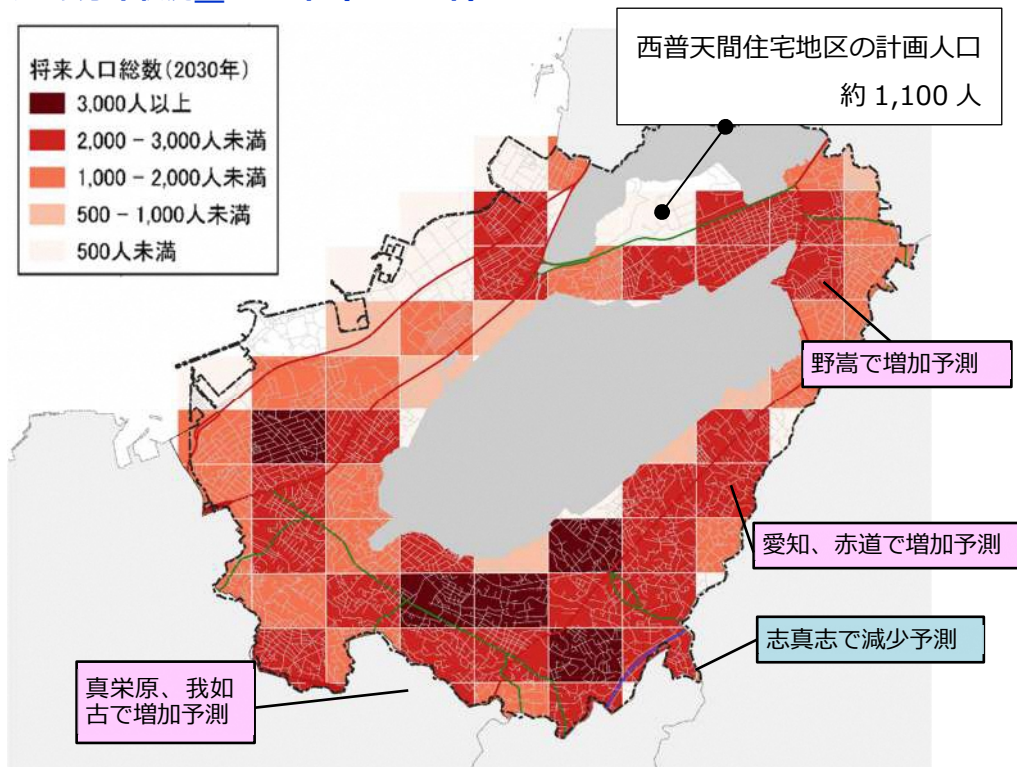 将来人口総数(2030年)
3,000人以上
2,000 - 3,000人未満
1,000 - 2,000人未満
500 - 1,000人未満
500人未満
西普天間住宅地区の計画人口
約 1,100 人
野嵩で増加予測
愛知、赤道で増加予測
志真志で減少予測
真栄原、我如
古で増加予測